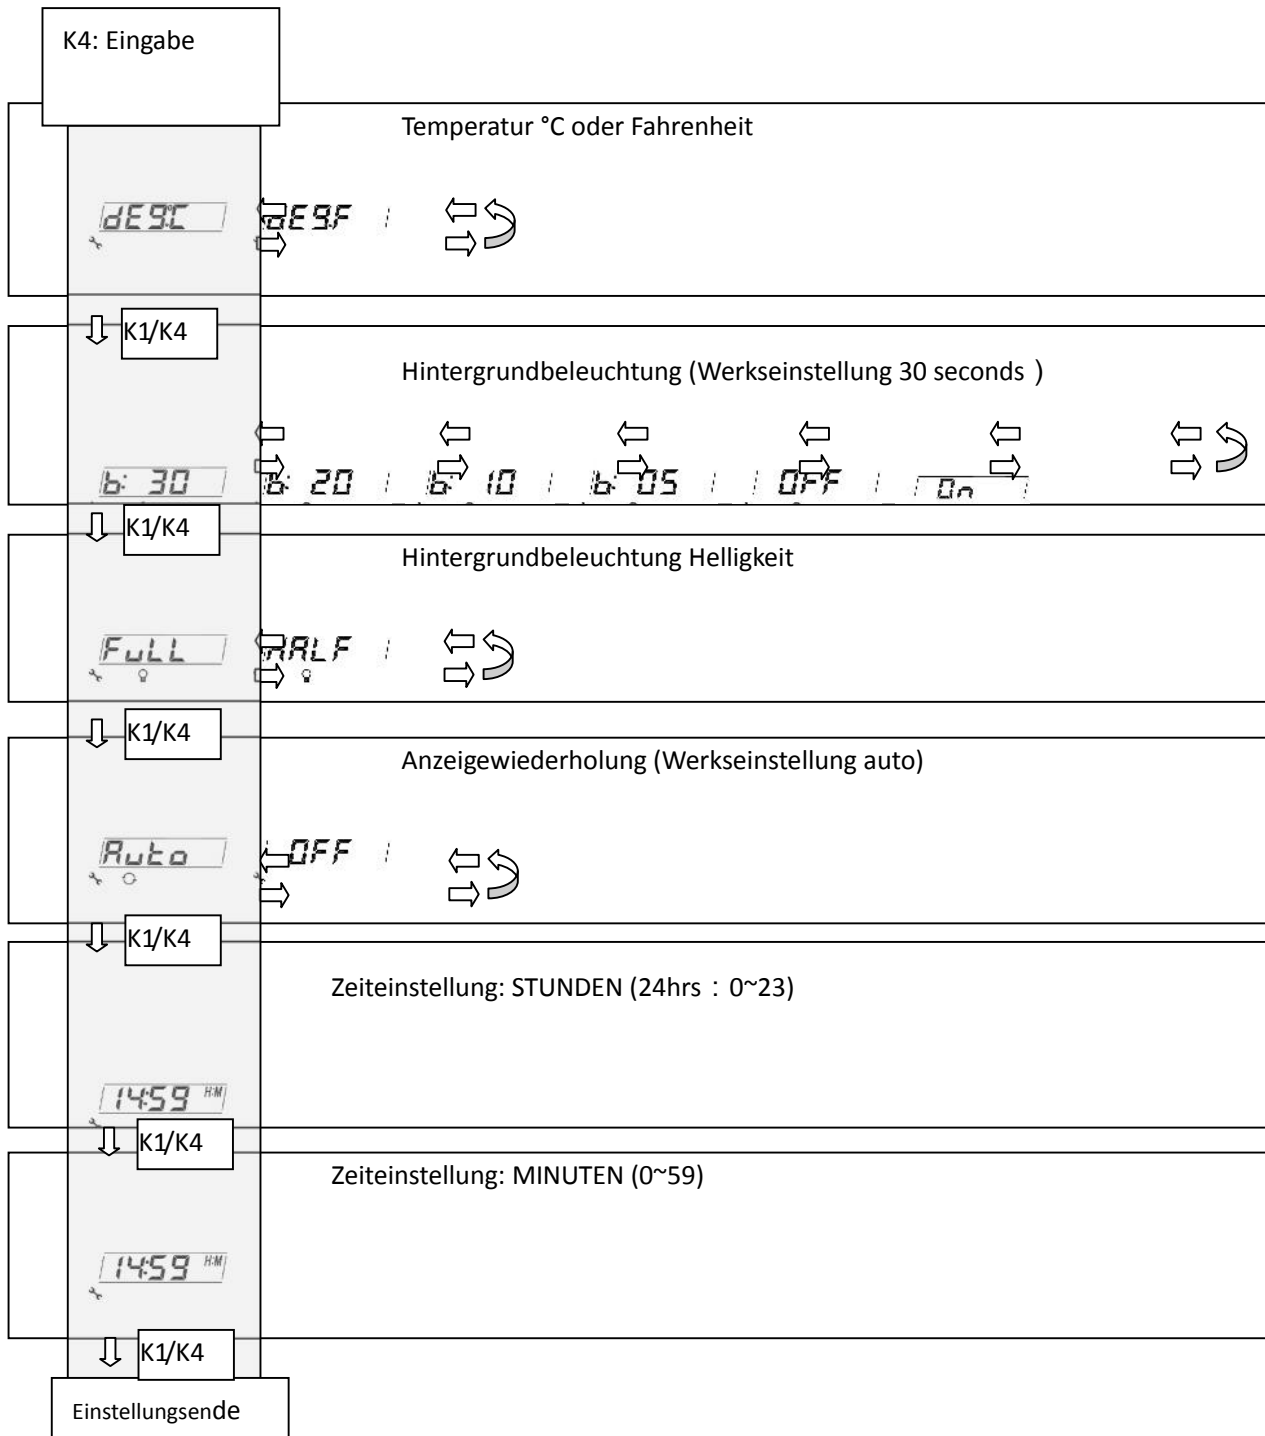 K4: Eingabe
Temperatur °C oder Fahrenheit
dEG°C dEG.F
K1/K4
Hintergrundbeleuchtung (Werkseinstellung 30 seconds )
b: 30 b: 20 b: 10 b: 05 OFF On
K1/K4
Hintergrundbeleuchtung Helligkeit
FuLL HALF
K1/K4
Anzeigewiederholung (Werkseinstellung auto)
Auto OFF
K1/K4
Zeiteinstellung: STUNDEN (24hrs : 0~23)
14:59 H:M
K1/K4
Zeiteinstellung: MINUTEN (0~59)
14:59 H:M
K1/K4
Einstellungsende